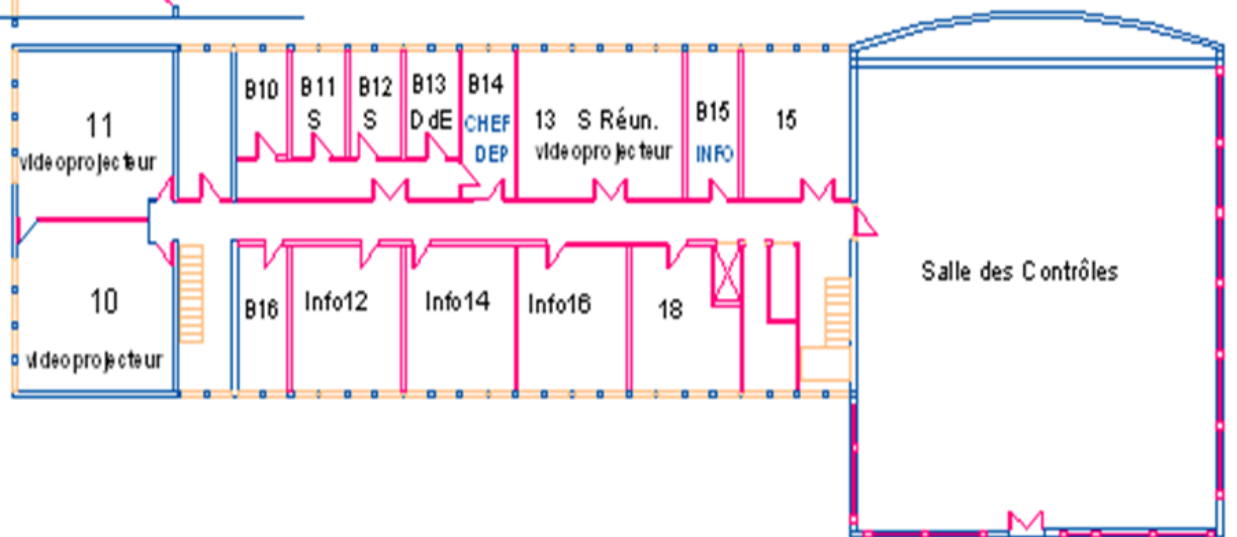 11
videoprojecteur
B10
B11
S
B12
S
B13
D dE
B14
CHEF
DEP
13 S Réun.
videoprojecteur
B15
INFO
15
10
videoprojecteur
B16
Info12
Info14
Info16
18
Salle des Contrôles